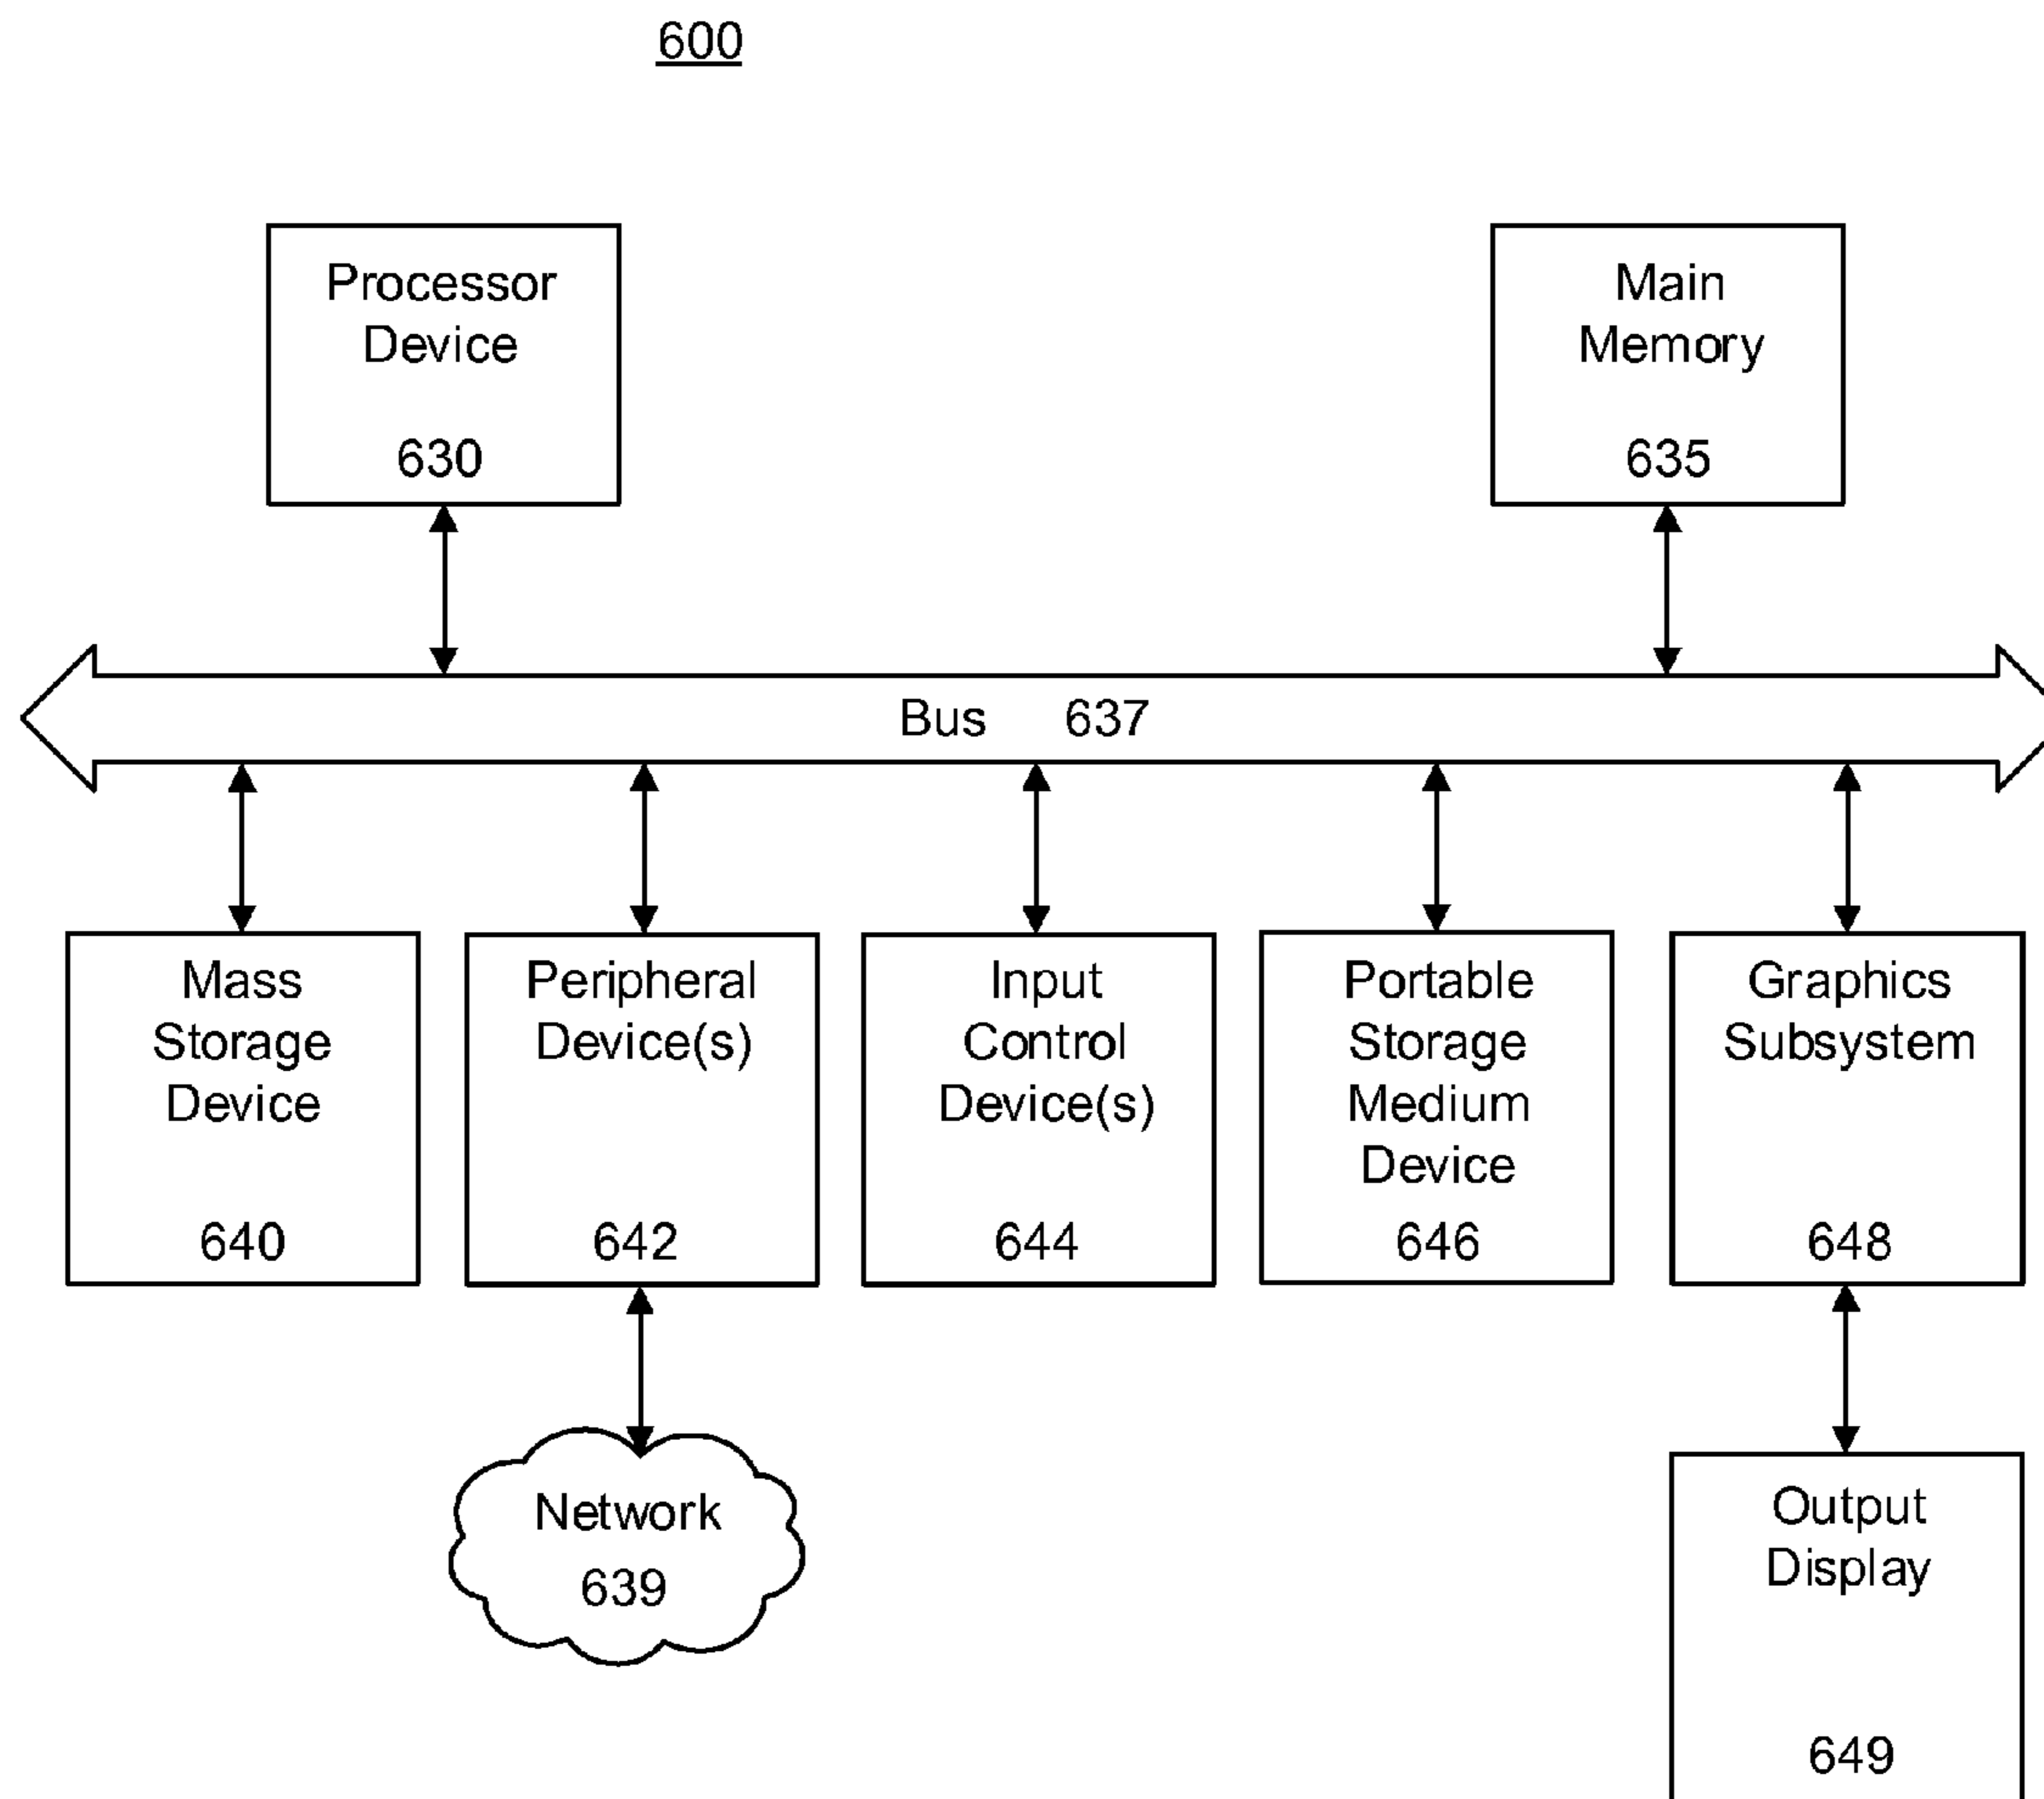 600
Processor
Device
630
Main
Memory
635
Bus 637
Mass
Storage
Device
640
Peripheral
Device(s)
642
Input
Control
Device(s)
644
Portable
Storage
Medium
Device
646
Graphics
Subsystem
648
Network
639
Output
Display
649